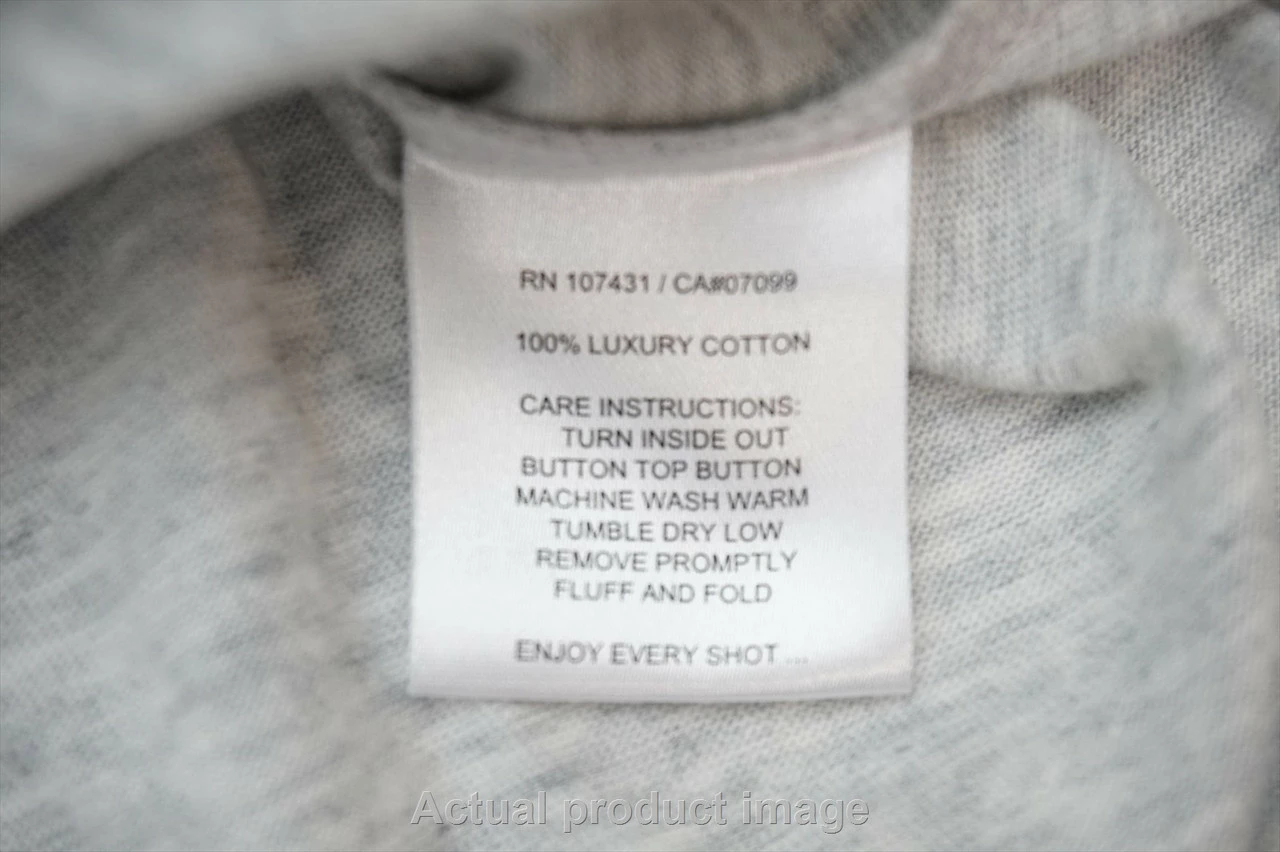 RN 107431 / CA#07099
100% LUXURY COTTON
CARE INSTRUCTIONS:
TURN INSIDE OUT
BUTTON TOP BUTTON
MACHINE WASH WARM
TUMBLE DRY LOW
REMOVE PROMPTLY
FLUFF AND FOLD
ENJOY EVERY SHOT ...
Actual product image